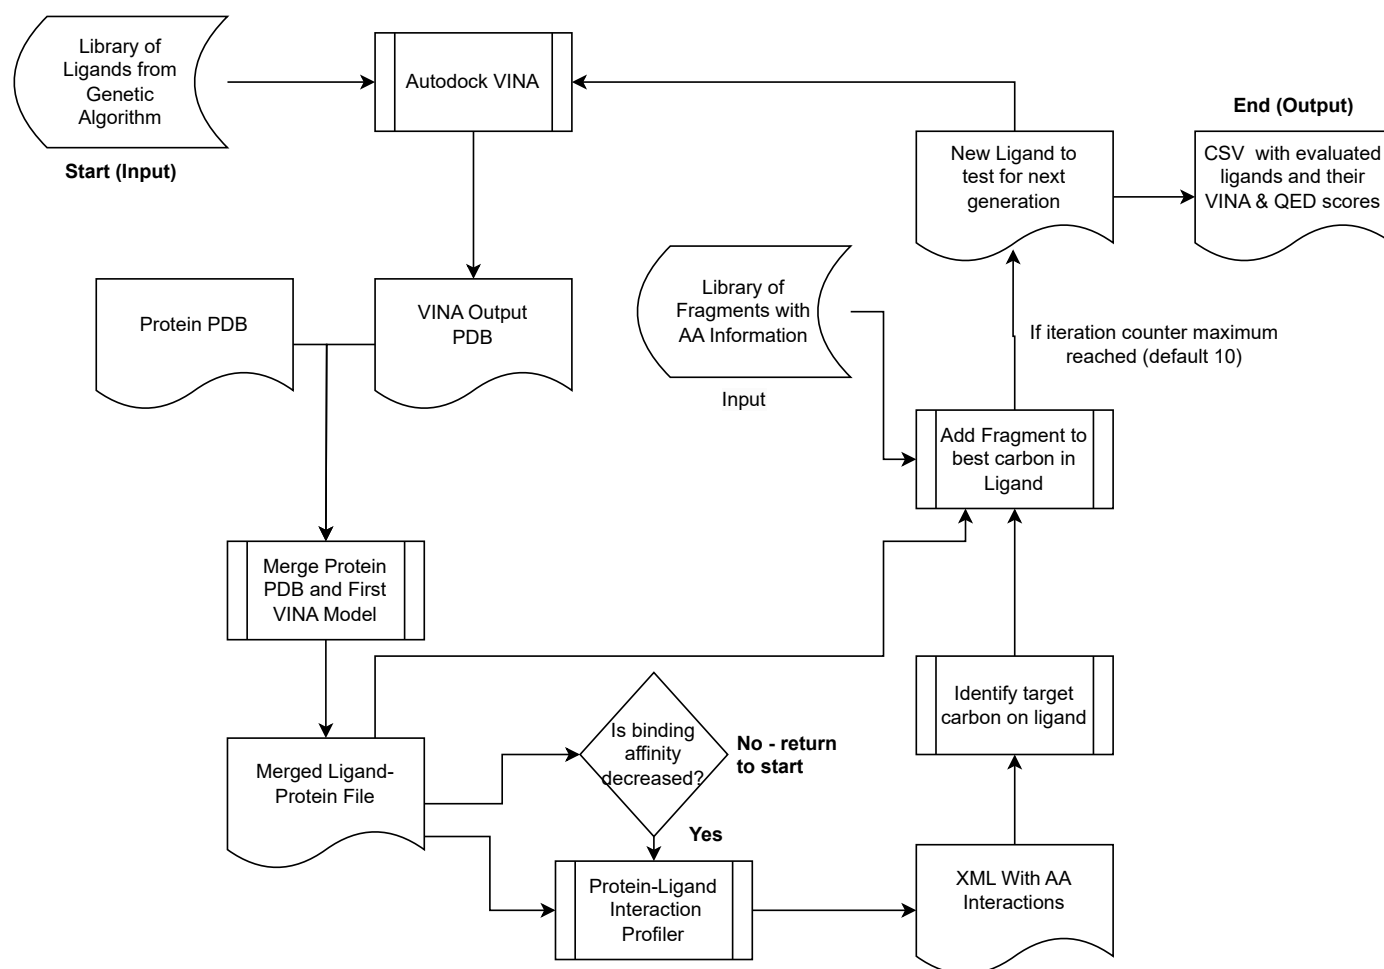 Library of
Ligands from
Genetic
Algorithm
Start (Input)
Autodock VINA
End (Output)
New Ligand to
test for next
generation
CSV  with evaluated
ligands and their
VINA & QED scores
Protein PDB
VINA Output
PDB
Library of
Fragments with
AA Information
Input
If iteration counter maximum
reached (default 10)
Add Fragment to
best carbon in
Ligand
Merge Protein
PDB and First
VINA Model
Identify target
carbon on ligand
Merged Ligand-
Protein File
Is binding
affinity
decreased?
No - return
to start
Yes
Protein-Ligand
Interaction
Profiler
XML With AA
Interactions